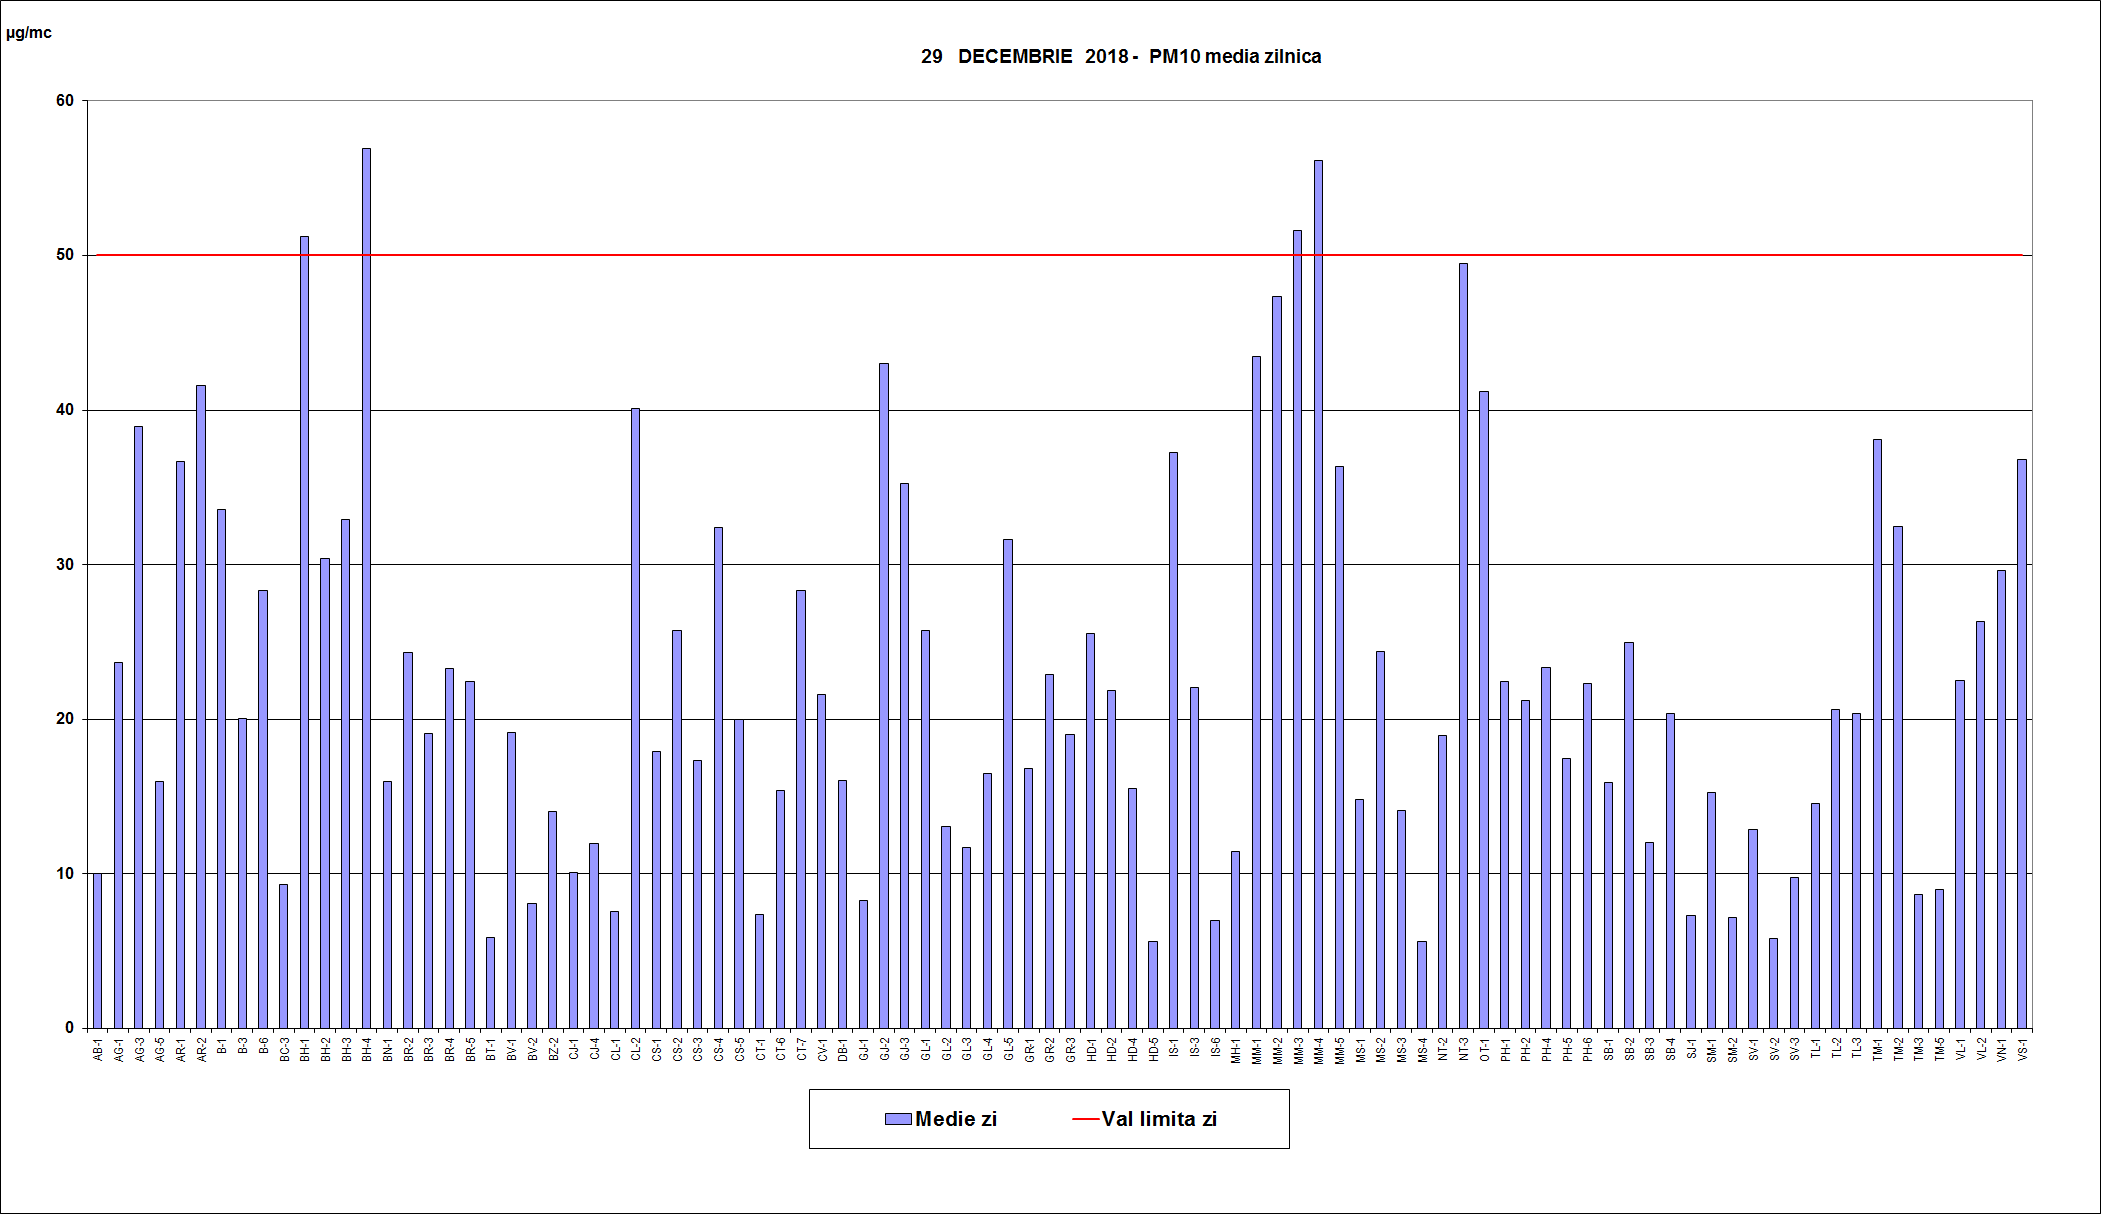 µg/mc
29 DECEMBRIE 2018 - PM10 media zilnica
60
50
40
30
20
10
0
AB-1 AG-1 AG-3 AG-5 AR-1 AR-2 B-1 B-3 B-6 BC-3 BH-1 BH-2 BH-3 BH-4 BN-1 BR-2 BR-3 BR-4 BR-5 BT-1 BV-1 BV-2 BZ-2 CJ-1 CJ-4 CL-1 CL-2 CS-1 CS-2 CS-3 CS-4 CS-5 CT-1 CT-6 CT-7 CV-1 DB-1 GJ-1 GJ-2 GJ-3 GL-1 GL-2 GL-3 GL-4 GL-5 GR-1 GR-2 GR-3 HD-1 HD-2 HD-4 HD-5 IS-1 IS-3 IS-6 MH-1 MM-1 MM-2 MM-3 MM-4 MM-5 MS-1 MS-2 MS-3 MS-4 NT-2 NT-3 OT-1 PH-1 PH-2 PH-4 PH-5 PH-6 SB-1 SB-2 SB-3 SB-4 SJ-1 SM-1 SM-2 SV-1 SV-2 SV-3 TL-1 TL-2 TL-3 TM-1 TM-2 TM-3 TM-5 VL-1 VL-2 VN-1 VS-1
Medie zi Val limita zi